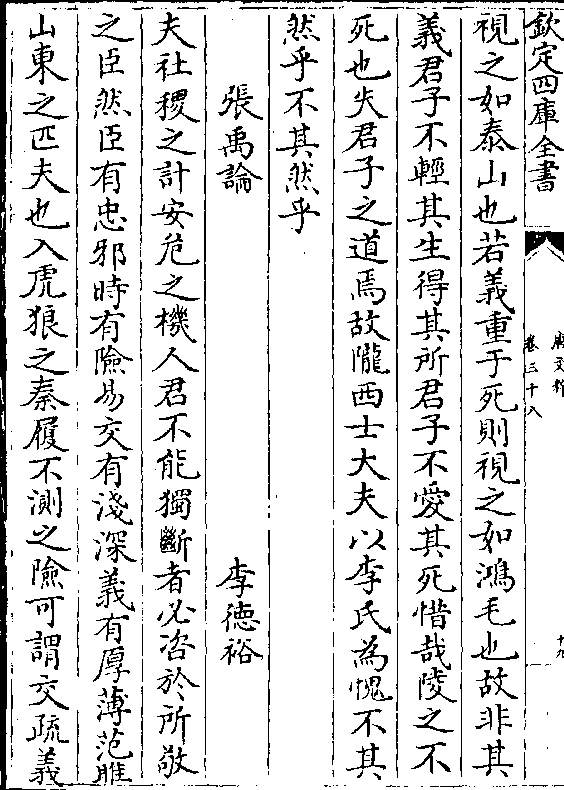 欽定四庫全書
卷三十八
十九
視之如泰山也若義重于死則視之如鴻毛也故非其
義君子不輕其生得其所君子不愛其死惜哉陵之不
死也失君子之道焉故隴西士大夫以李氏為愧不其
然乎不其然乎
張禹論 李德裕
夫社稷之計安危之機人君不能獨斷者必咨於所敬
之臣然臣有忠邪時有險易交有淺深義有厚薄范雎
山東之匹夫也入虎狼之秦履不測之險可謂交疏義